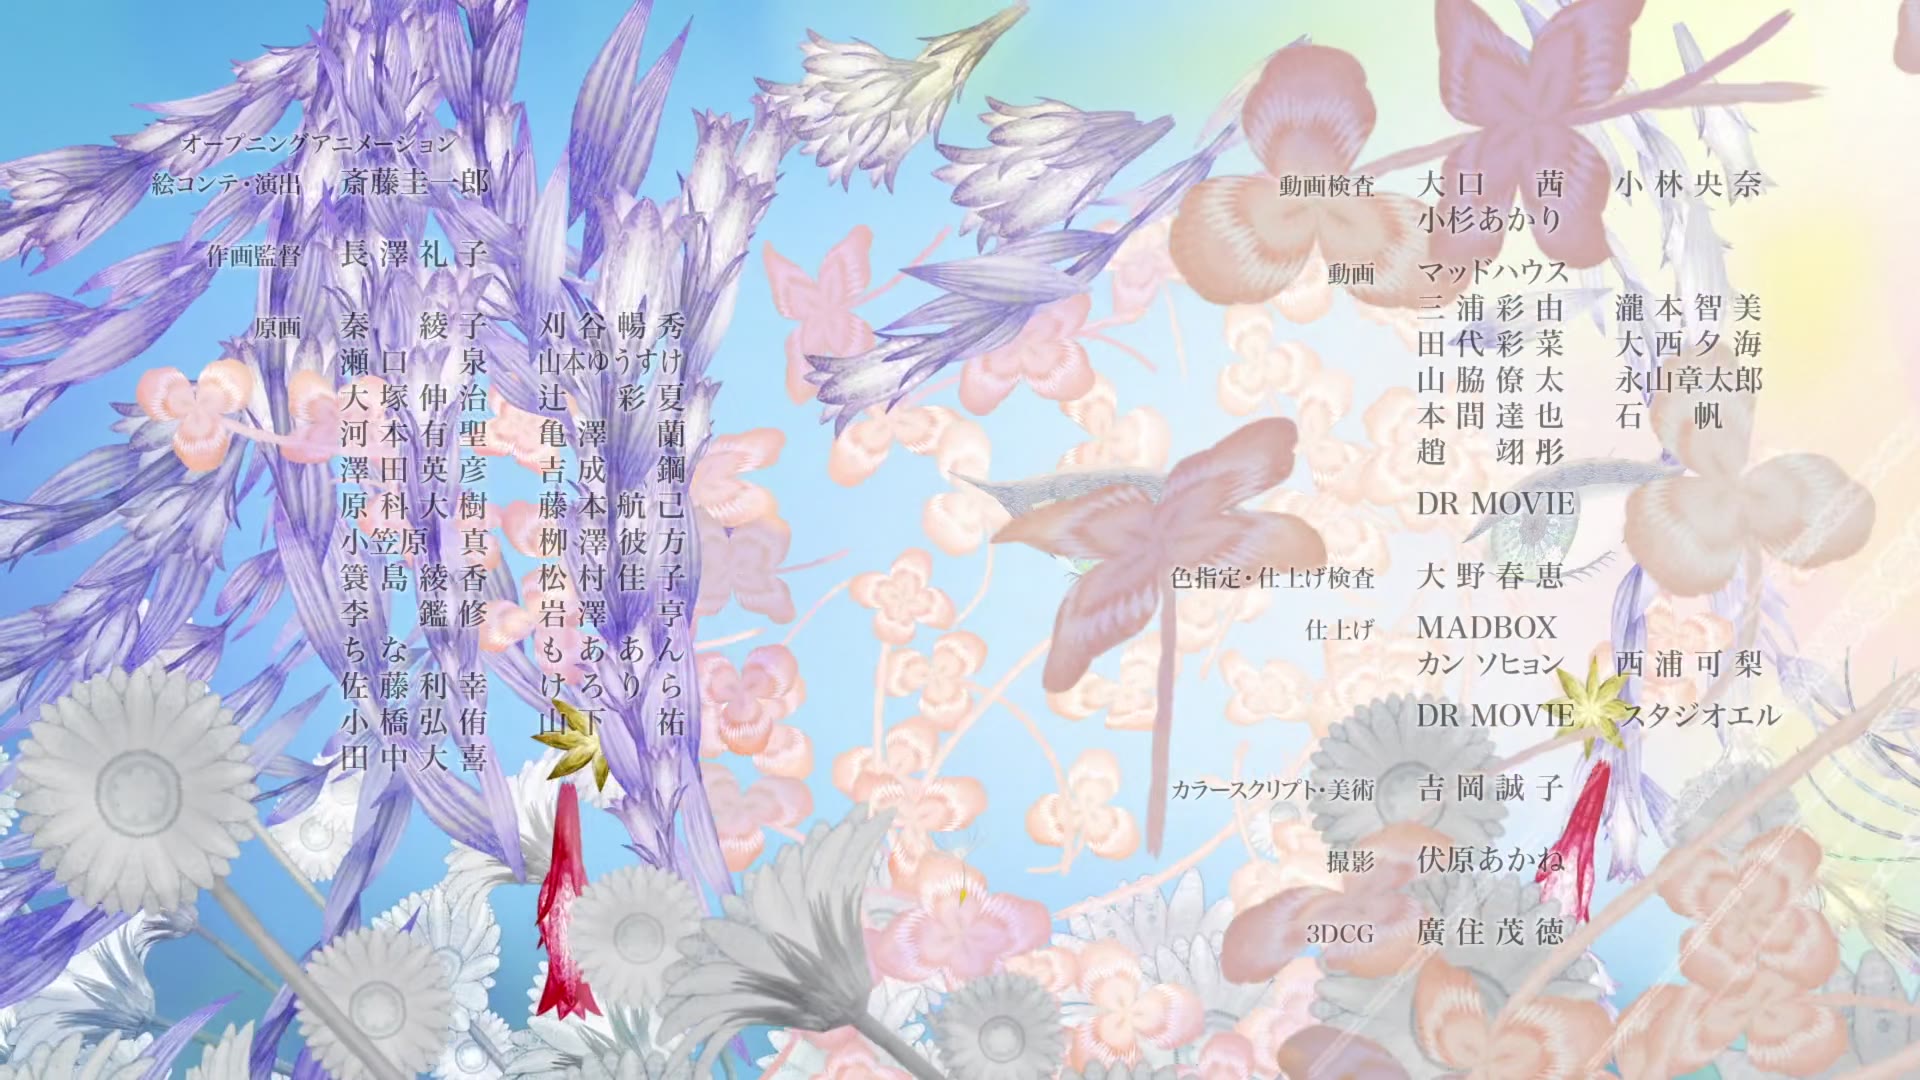 オープニングアニメーション
絵コンテ・演出 斎藤圭一郎
作画監督 長澤礼子
原画 秦 綾子 刈谷暢秀
瀬口 泉 山本ゆうすけ
大塚伸治 辻 彩夏
河本有聖 亀澤 蘭
澤田英彦 吉成 鋼
原科大樹 藤本航己
小笠原 真 栁澤彼方
簑島綾香 松村佳子
李 鑑修 岩澤 亨
ちな もああん
佐藤利幸 けろりら
小橋弘侑 山下 祐
田中大喜
動画検査 大口 茜 小林央奈
小杉あかり
動画 マッドハウス
三浦彩由 瀧本智美
田代彩菜 大西夕海
山脇僚太 永山章太郎
本間達也 石 帆
趙 翊彤
DR MOVIE
色指定・仕上げ検査 大野春恵
仕上げ MADBOX
カン ソヒョン 西浦可梨
DR MOVIE スタジオエル
カラースクリプト・美術 吉岡誠子
撮影 伏原あかね
3DCG 廣住茂徳